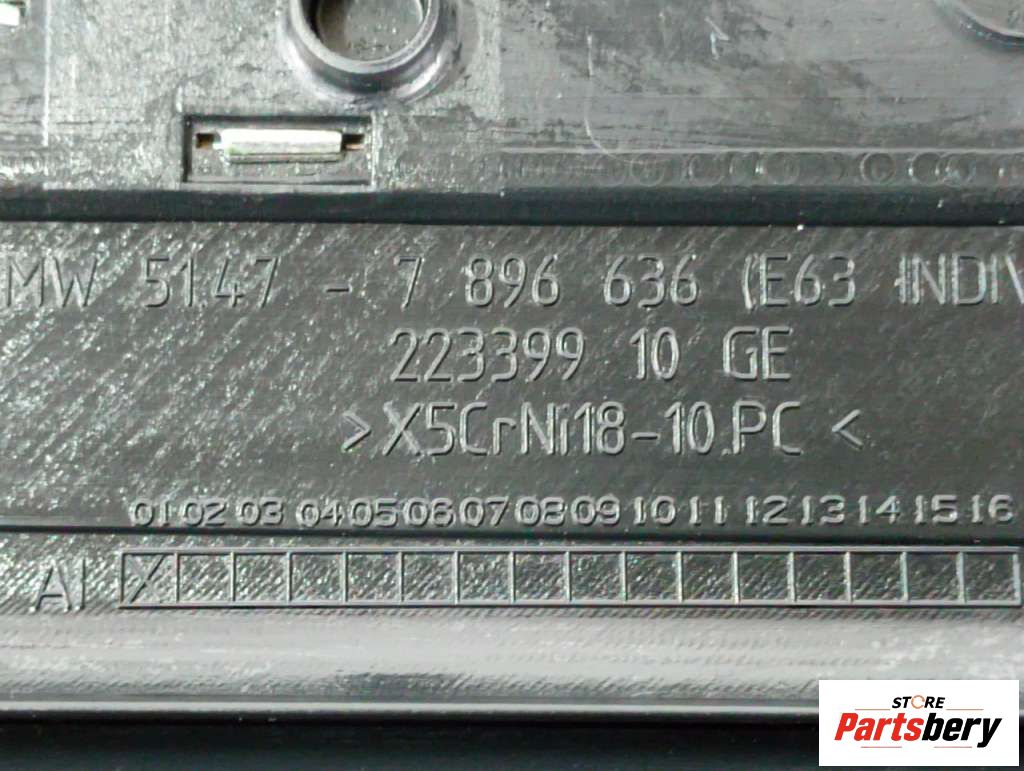 MW 5147 - 7 896 636 (E63 INDIV
223399 10 GE
>X5CrNi18-10.PC <
01 02 03 04 05 06 07 08 09 10 11 12 13 14 15 16
AI X
STORE
Partsbery